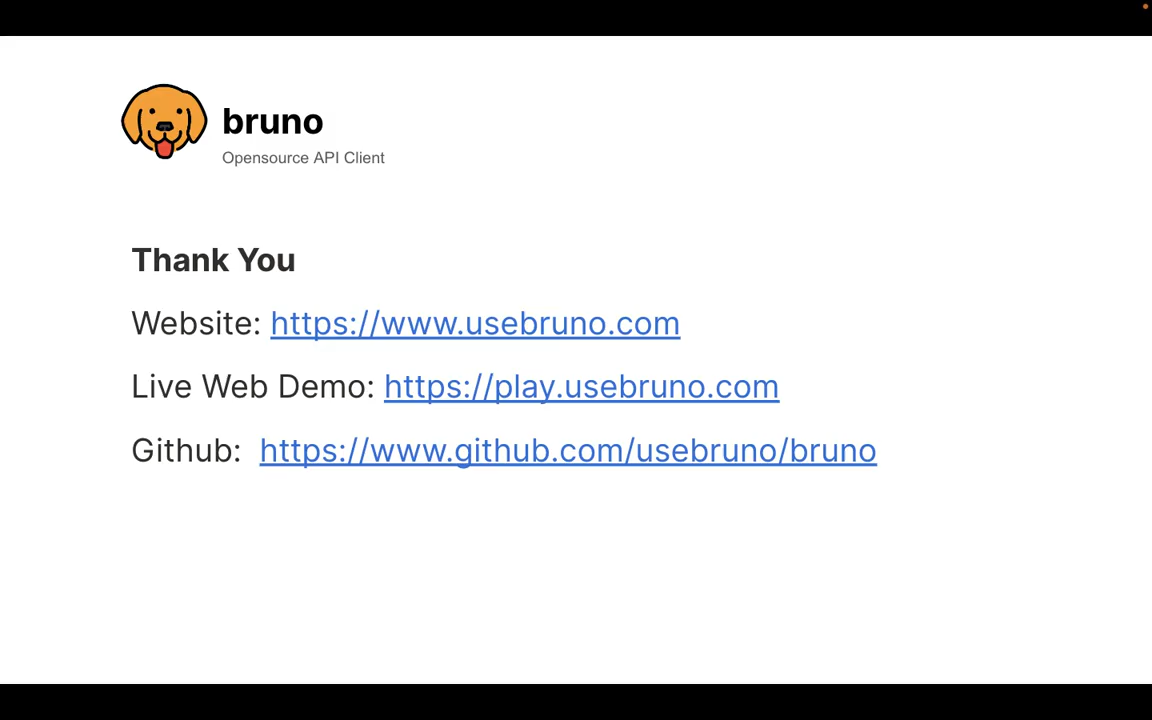 bruno
Opensource API Client
Thank You
Website: https://www.usebruno.com
Live Web Demo: https://play.usebruno.com
Github: https://www.github.com/usebruno/bruno